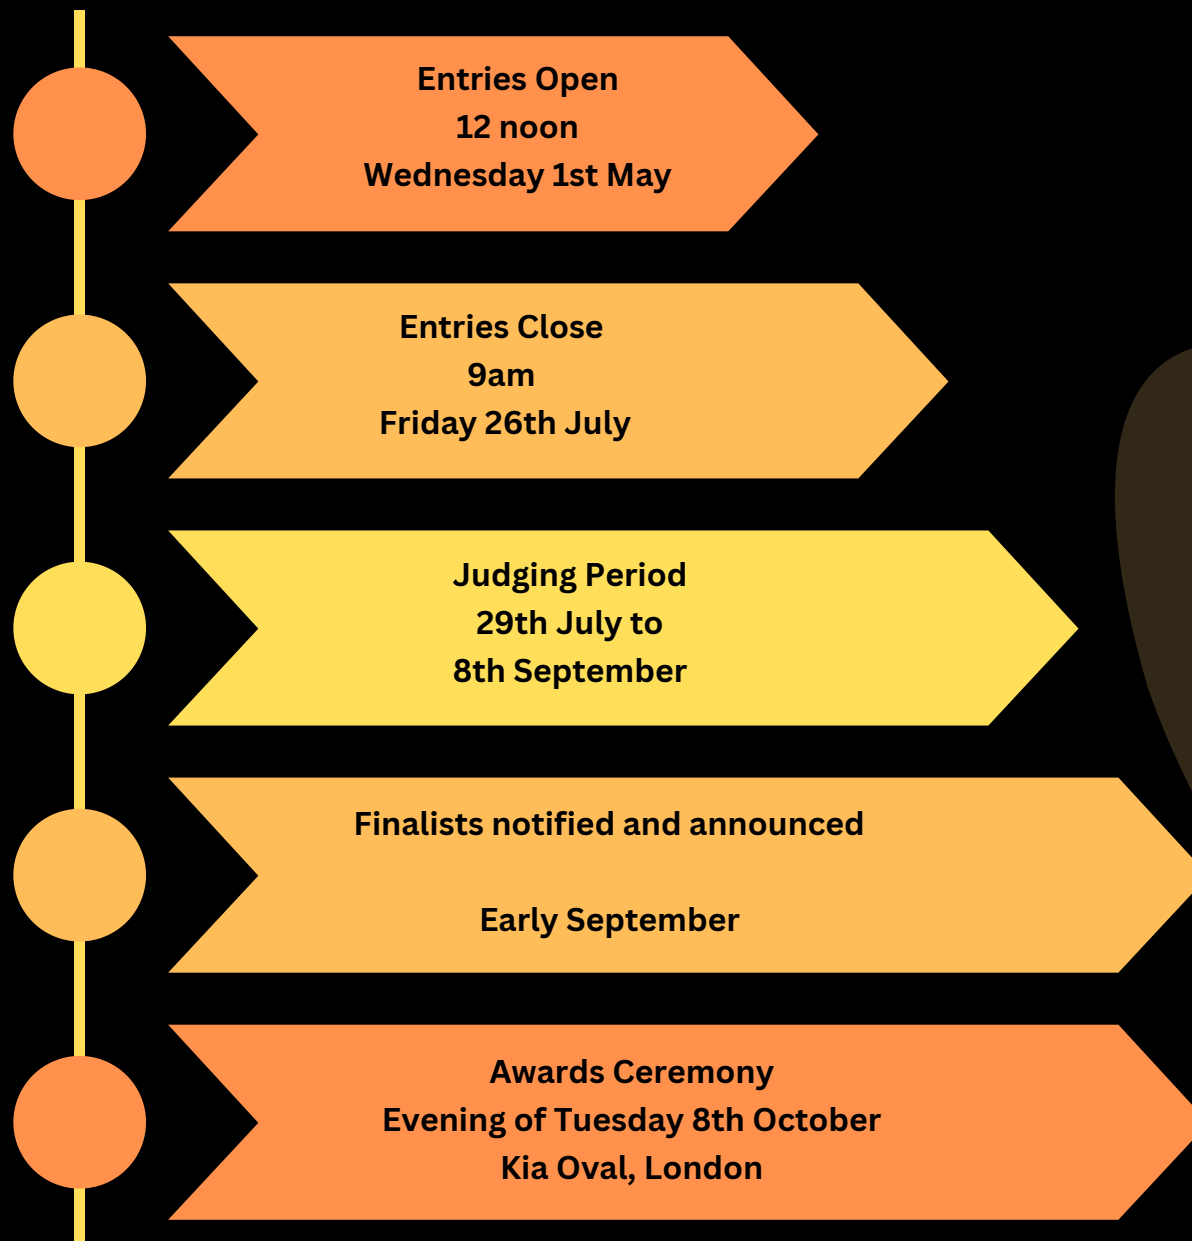 Entries Open
12 noon
Wednesday 1st May
Entries Close
9am
Friday 26th July
Judging Period
29th July to
8th September
Finalists notified and announced
Early September
Awards Ceremony
Evening of Tuesday 8th October
Kia Oval, London